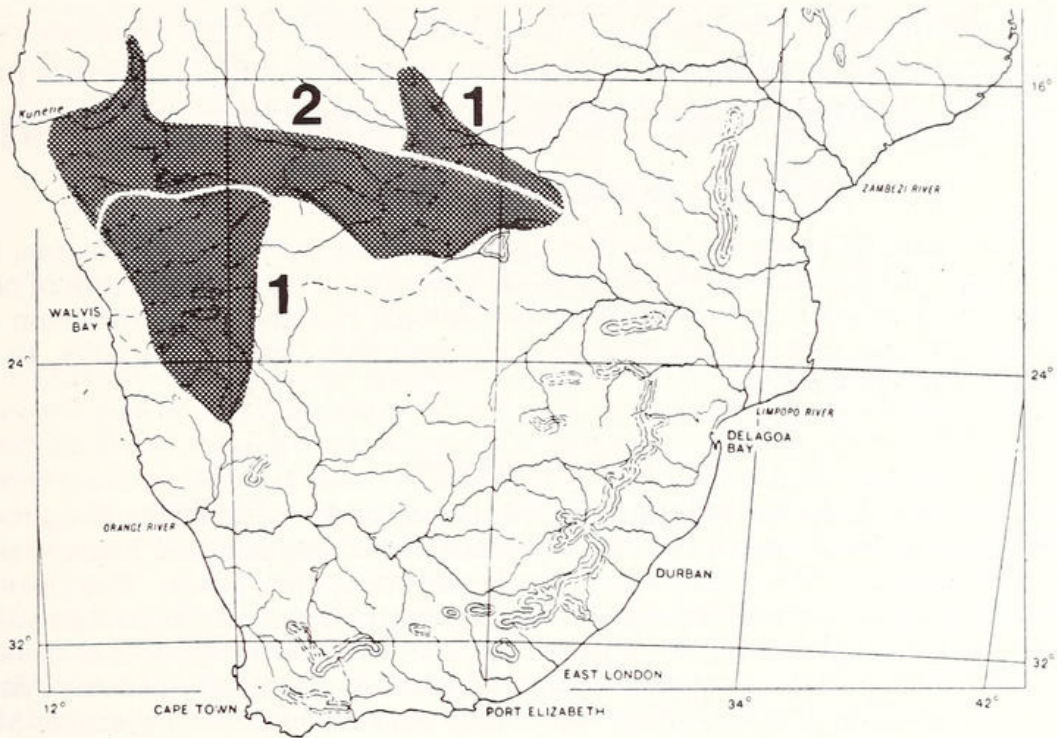 16°
Kunene
2
1
ZAMBEZI RIVER
1
WALVIS
BAY
24°
24°
LIMPOPO RIVER
DELAGOA
BAY
ORANGE RIVER
DURBAN
32°
32°
EAST LONDON
12°
CAPE TOWN
PORT ELIZABETH
34°
42°